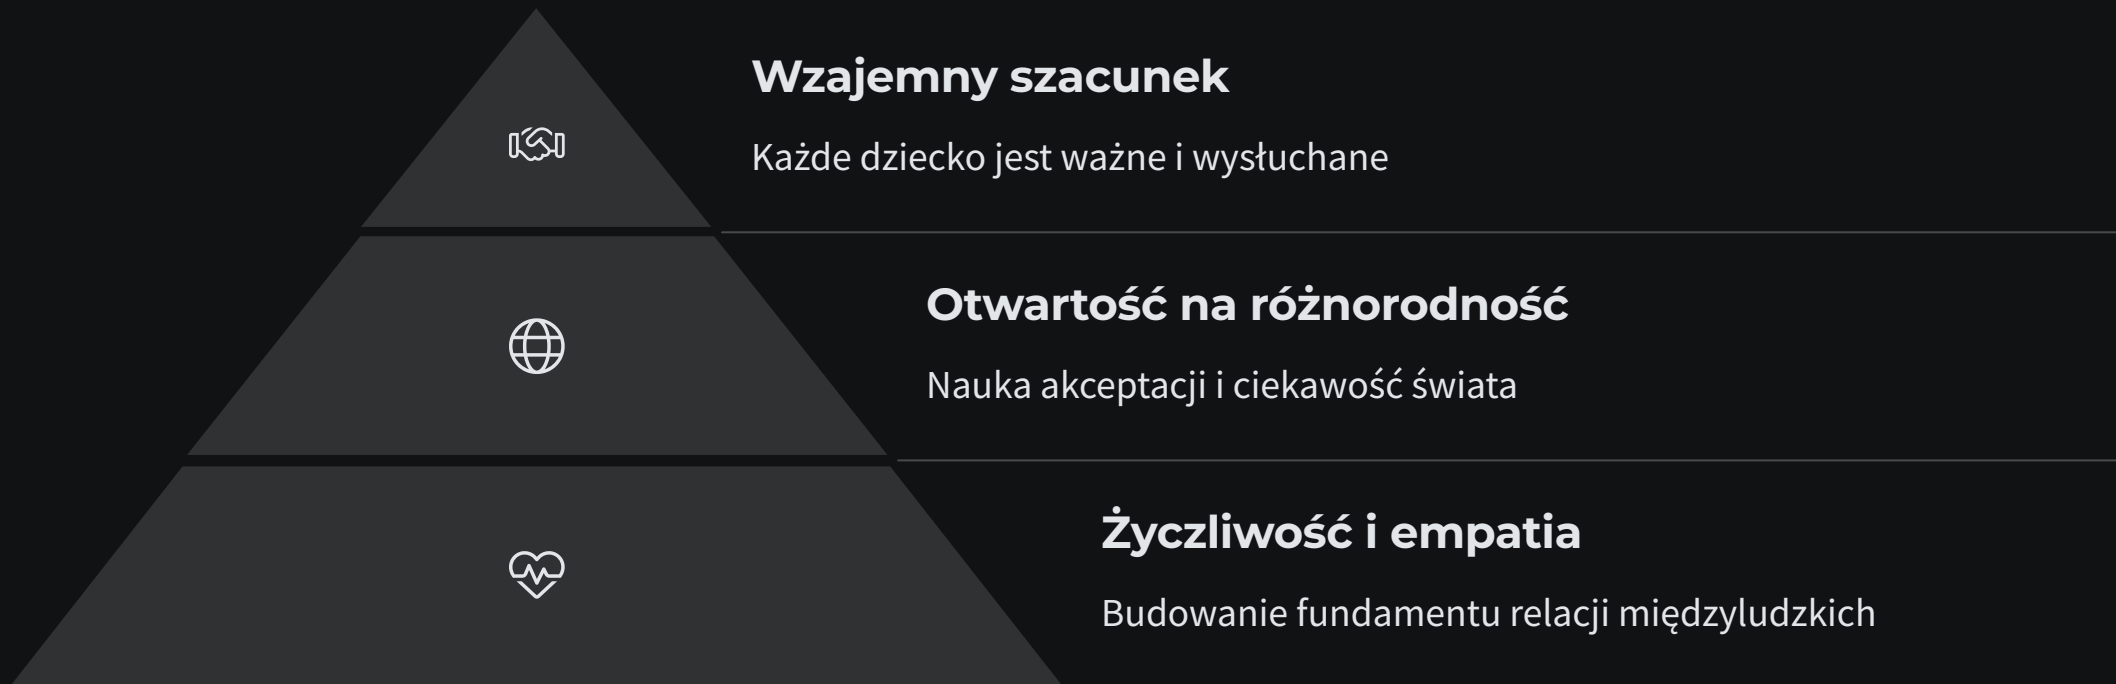 Wzajemny szacunek
Każde dziecko jest ważne i wysłuchane
Otwartość na różnorodność
Nauka akceptacji i ciekawość świata
Życzliwość i empatia
Budowanie fundamentu relacji międzyludzkich